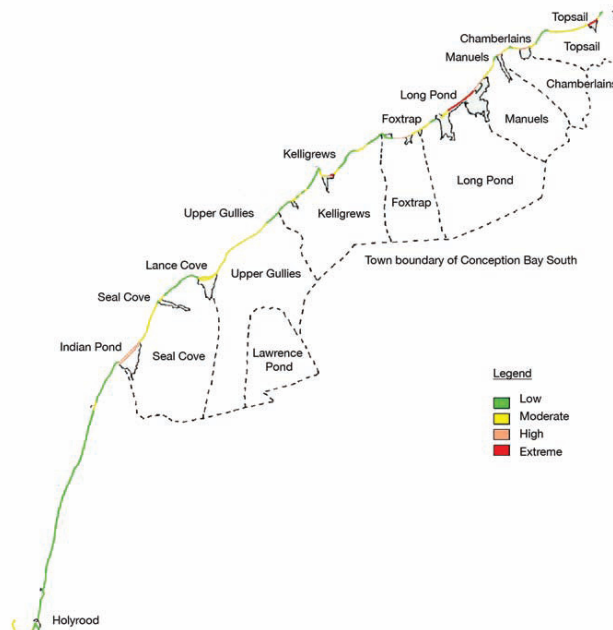 Topsail
Chamberlains
Topsail
Manuels
Chamberlains
Long Pond
Manuels
Foxtrap
Kelligrews
Long Pond
Foxtrap
Upper Gullies
Kelligrews
Town boundary of Conception Bay South
Lance Cove
Upper Gullies
Seal Cove
Indian Pond
Seal Cove
Lawrence
Pond
Legend
Low
Moderate
High
Extreme
Holyrood